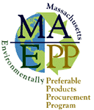 Massachusetts
MA
EPP
Environmentally
Preferable
Products
Procurement
Program